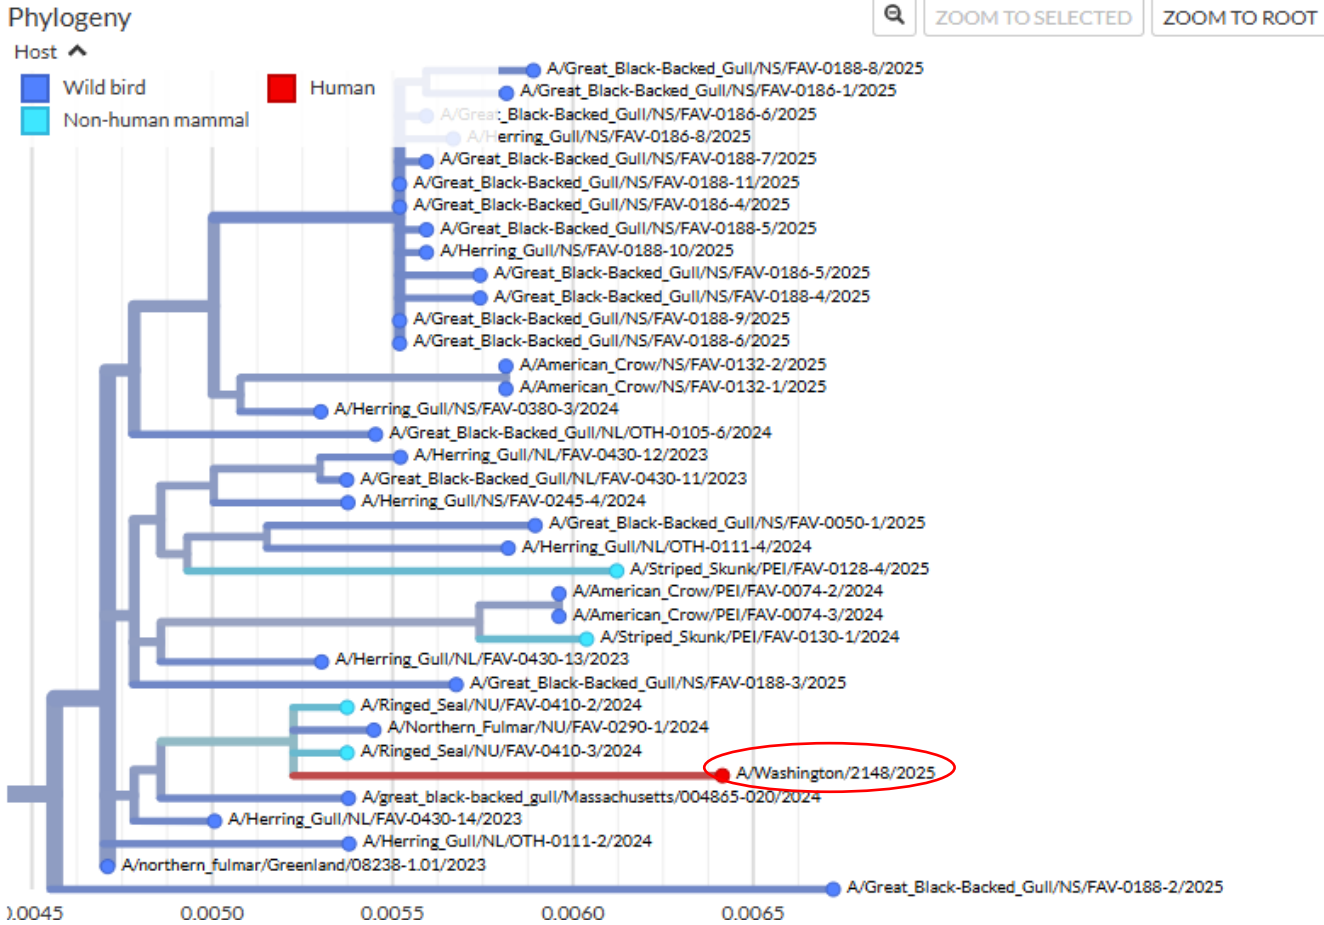 Phylogeny
ZOOM TO SELECTED
ZOOM TO ROOT
Host
Wild bird
Human
Non-human mammal
A/Great_Black-Backed_Gull/NS/FAV-0188-8/2025
A/Great_Black-Backed_Gull/NS/FAV-0186-1/2025
A/Great_Black-Backed_Gull/NS/FAV-0186-6/2025
A/Herring_Gull/NS/FAV-0186-8/2025
A/Great_Black-Backed_Gull/NS/FAV-0188-7/2025
A/Great_Black-Backed_Gull/NS/FAV-0188-11/2025
A/Great_Black-Backed_Gull/NS/FAV-0186-4/2025
A/Great_Black-Backed_Gull/NS/FAV-0188-5/2025
A/Herring_Gull/NS/FAV-0188-10/2025
A/Great_Black-Backed_Gull/NS/FAV-0186-5/2025
A/Great_Black-Backed_Gull/NS/FAV-0188-4/2025
A/Great_Black-Backed_Gull/NS/FAV-0188-9/2025
A/Great_Black-Backed_Gull/NS/FAV-0188-6/2025
A/American_Crow/NS/FAV-0132-2/2025
A/American_Crow/NS/FAV-0132-1/2025
A/Herring_Gull/NS/FAV-0380-3/2024
A/Great_Black-Backed_Gull/NL/OTH-0105-6/2024
A/Herring_Gull/NL/FAV-0430-12/2023
A/Great_Black-Backed_Gull/NL/FAV-0430-11/2023
A/Herring_Gull/NS/FAV-0245-4/2024
A/Great_Black-Backed_Gull/NS/FAV-0050-1/2025
A/Herring_Gull/NL/OTH-0111-4/2024
A/Striped_Skunk/PEI/FAV-0128-4/2025
A/American_Crow/PEI/FAV-0074-2/2024
A/American_Crow/PEI/FAV-0074-3/2024
A/Striped_Skunk/PEI/FAV-0130-1/2024
A/Herring_Gull/NL/FAV-0430-13/2023
A/Great_Black-Backed_Gull/NS/FAV-0188-3/2025
A/Ringed_Seal/NU/FAV-0410-2/2024
A/Northern_Fulmar/NU/FAV-0290-1/2024
A/Ringed_Seal/NU/FAV-0410-3/2024
A/Washington/2148/2025
A/great_black-backed_gull/Massachusetts/004865-020/2024
A/Herring_Gull/NL/FAV-0430-14/2023
A/Herring_Gull/NL/OTH-0111-2/2024
A/northern_fulmar/Greenland/08238-1.01/2023
A/Great_Black-Backed_Gull/NS/FAV-0188-2/2025
0.0045 0.0050 0.0055 0.0060 0.0065